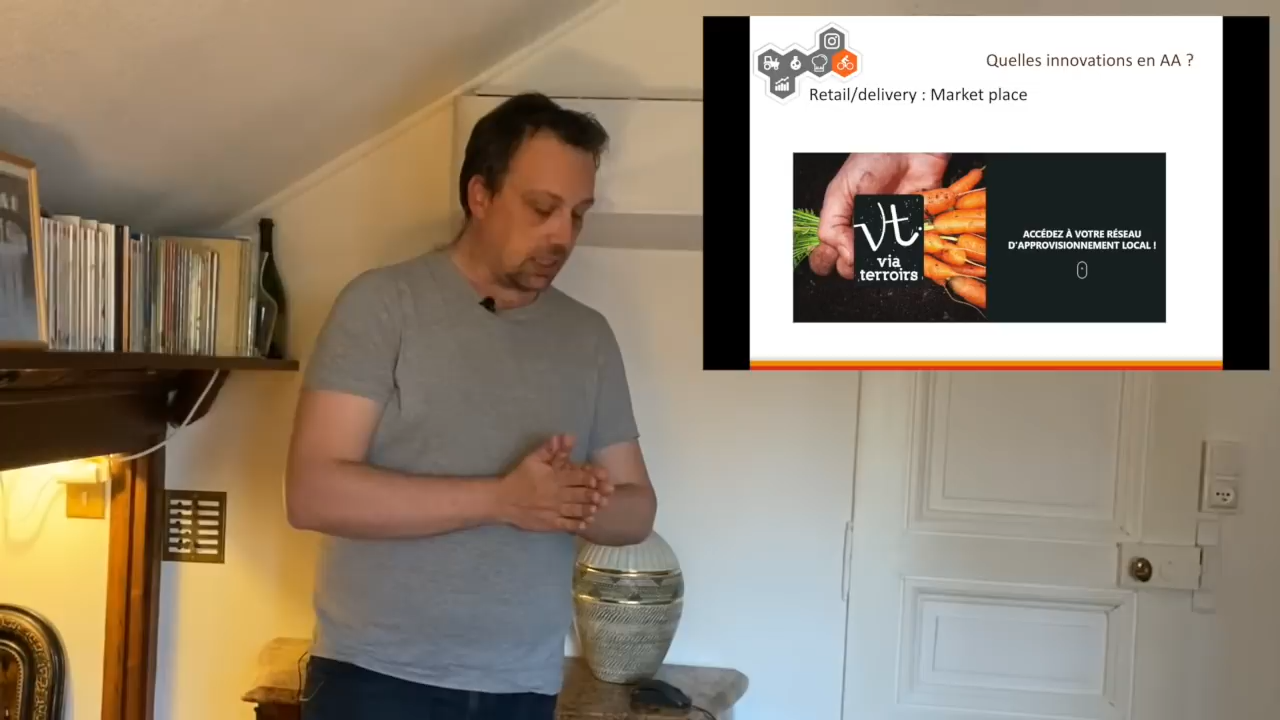 Quelles innovations en AA ?
Retail/delivery : Market place
vt
via
terroirs
ACCÉDEZ À VOTRE RÉSEAU
D'APPROVISIONNEMENT LOCAL !